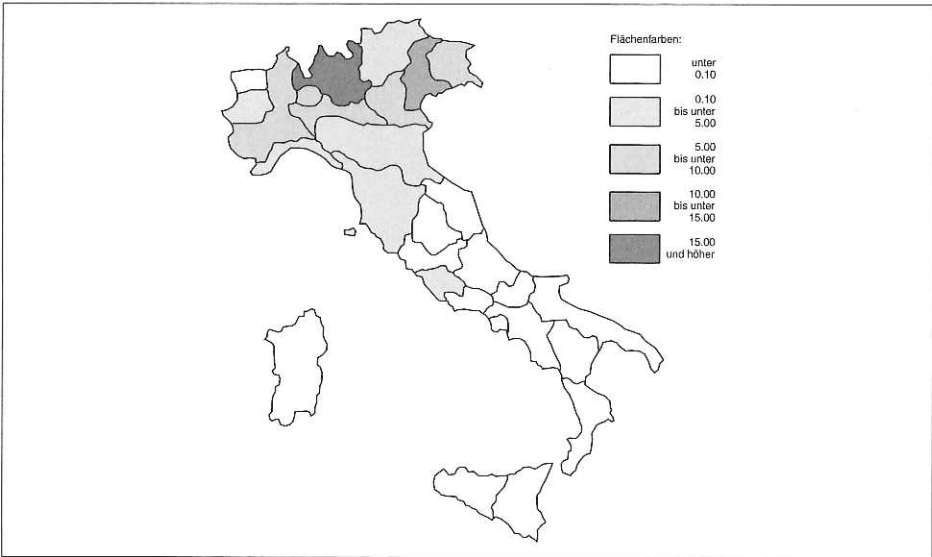 Flächenfarben:
unter
0.10
0.10
bis unter
5.00
5.00
bis unter
10.00
10.00
bis unter
15.00
15.00
und höher